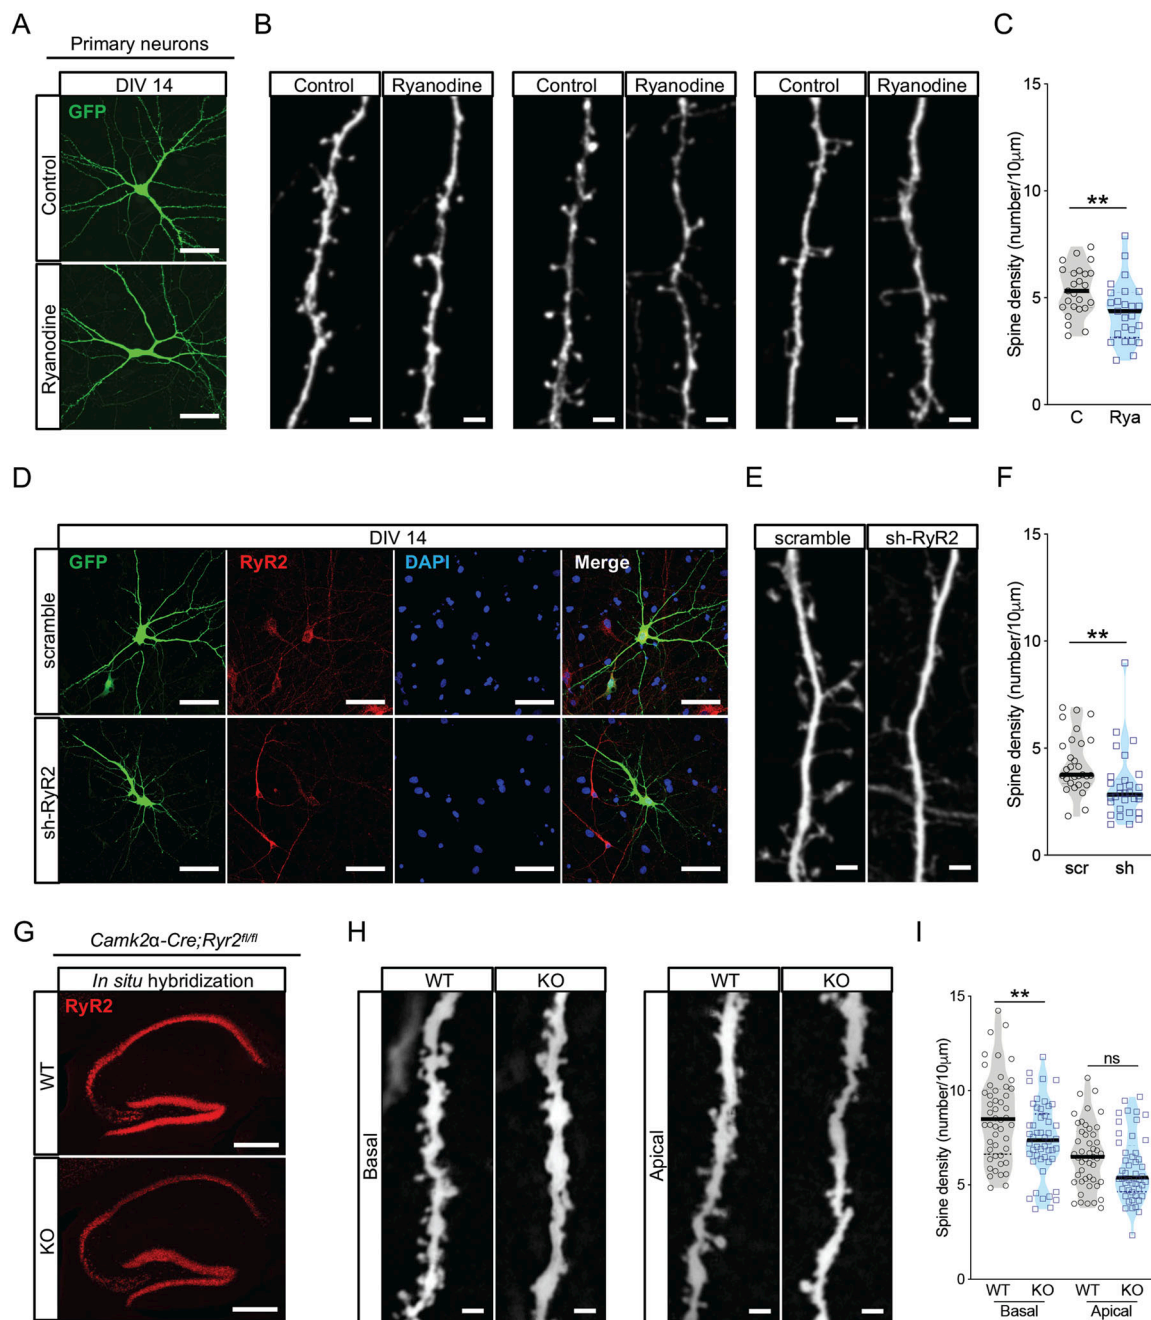 A
Primary neurons
DIV 14
GFP
Control
Ryanodine
B
Control Ryanodine
Control Ryanodine
Control Ryanodine
C
Spine density (number/10μm)
15
10
5
0
**
C Rya
D
DIV 14
GFP RyR2 DAPI Merge
scramble
sh-RyR2
E
scramble sh-RyR2
F
Spine density (number/10μm)
15
10
5
0
**
scr sh
G
Camk2α-Cre;Ryr2fl/fl
In situ hybridization
RyR2
WT
KO
H
WT KO
Basal
WT KO
Apical
I
Spine density (number/10μm)
15
10
5
0
**
ns
WT KO WT KO
Basal Apical